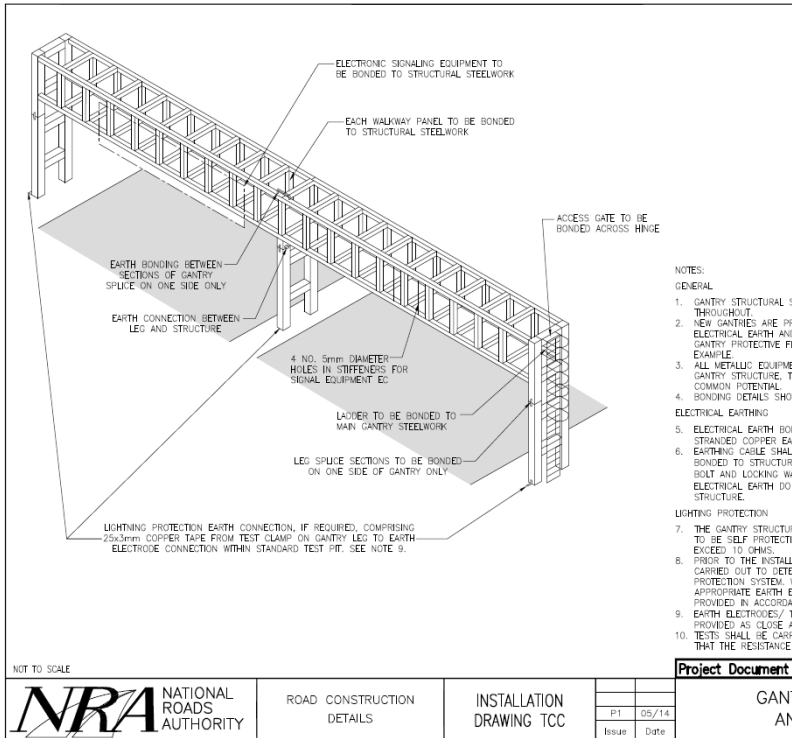 ELECTRONIC SIGNALING EQUIPMENT TO
BE BONDED TO STRUCTURAL STEELWORK
EACH WALKWAY PANEL TO BE BONDED
TO STRUCTURAL STEELWORK
ACCESS GATE TO BE
BONDED ACROSS HINGE
EARTH BONDING BETWEEN
SECTIONS OF GANTRY
SPLICE ON ONE SIDE ONLY
EARTH CONNECTION BETWEEN
LEG AND STRUCTURE
4 NO. 5mm DIAMETER
HOLES IN STIFFENERS FOR
SIGNAL EQUIPMENT EC
LADDER TO BE BONDED TO
MAIN GANTRY STEELWORK
LEG SPLICE SECTIONS TO BE BONDED
ON ONE SIDE OF GANTRY ONLY
LIGHTNING PROTECTION EARTH CONNECTION, IF REQUIRED, COMPRISING
25x3mm COPPER TAPE FROM TEST CLAMP ON GANTRY LEG TO EARTH
ELECTRODE CONNECTION WITHIN STANDARD TEST PIT. SEE NOTE 9.
NOTES:
GENERAL
1. GANTRY STRUCTURAL S
THROUGHOUT.
2. NEW GANTRIES ARE PR
ELECTRICAL EARTH AND
GANTRY PROTECTIVE F
EXAMPLE.
3. ALL METALLIC EQUIPME
GANTRY STRUCTURE, T
COMMON POTENTIAL.
4. BONDING DETAILS SHO
ELECTRICAL EARTHING
5. ELECTRICAL EARTH BO
STRANDED COPPER EA
6. EARTHING CABLE SHAL
BONDED TO STRUCTUR
BOLT AND LOCKING WA
ELECTRICAL EARTH DO
STRUCTURE.
LIGHTING PROTECTION
7. THE GANTRY STRUCTUR
TO BE SELF PROTECTI
EXCEED 10 OHMS.
8. PRIOR TO THE INSTALL
CARRIED OUT TO DETE
PROTECTION SYSTEM. W
APPROPRIATE EARTH E
PROVIDED IN ACCORDA
9. EARTH ELECTRODES/ T
PROVIDED AS CLOSE A
10. TESTS SHALL BE CARR
THAT THE RESISTANCE
NOT TO SCALE
Project Document
NRA NATIONAL
ROADS
AUTHORITY
ROAD CONSTRUCTION
DETAILS
INSTALLATION
DRAWING TCC
P1 05/14
Issue Date
GANT
AN